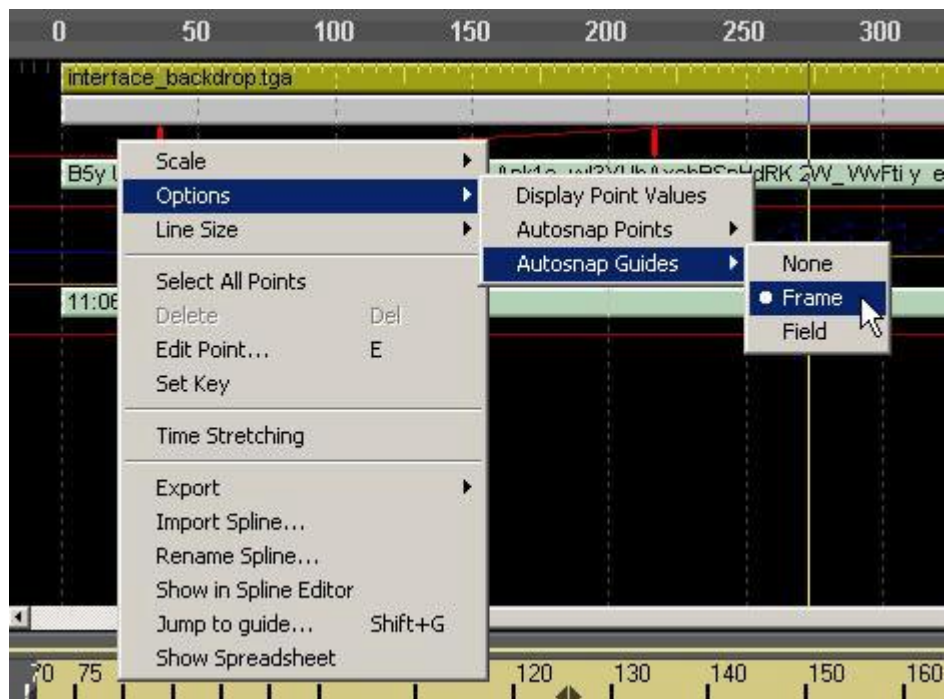 0 50 100 150 200 250 300
interface_backdrop.tga
B5y
11:06
Scale
Options
Line Size
Select All Points
Delete Del
Edit Point... E
Set Key
Time Stretching
Export
Import Spline...
Rename Spline...
Show in Spline Editor
Jump to guide... Shift+G
Show Spreadsheet
Display Point Values
Autosnap Points
Autosnap Guides
None
Frame
Field
70 75 120 130 140 150 160